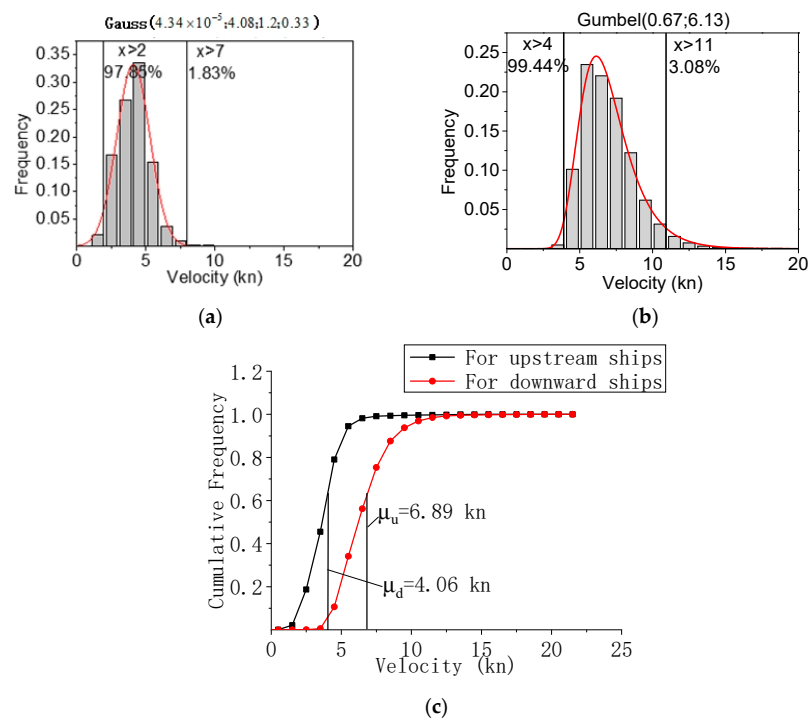 Gauss(4.34×10⁻⁵;4.08;1.2;0.33)
x>2
97.85%
x>7
1.83%
0.35
0.30
0.25
0.20
0.15
0.10
0.05
Frequency
0 5 10 15 20
Velocity (kn)
(a)
Gumbel(0.67;6.13)
x>4
99.44%
x>11
3.08%
0.25
0.20
0.15
0.10
0.05
Frequency
0 5 10 15 20
Velocity (kn)
(b)
For upstream ships
For downward ships
1.2
1.0
0.8
0.6
0.4
0.2
Cumulative Frequency
μu=6.89 kn
μd=4.06 kn
0 5 10 15 20 25
Velocity (kn)
(c)